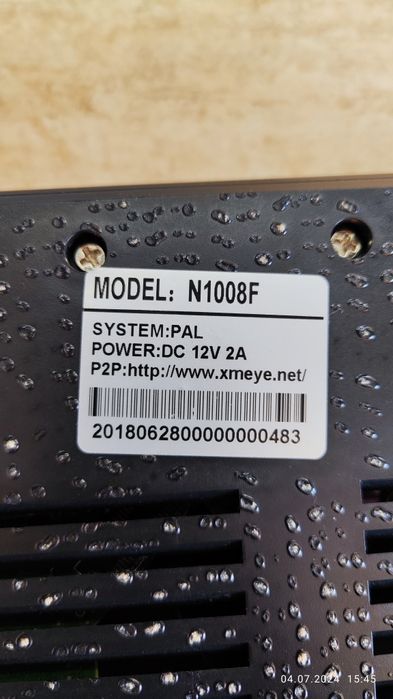 MODEL: N1008F
SYSTEM:PAL
POWER:DC 12V 2A
P2P:http://www.xmeye.net/
2018062800000000483
04.07.2024 15:45